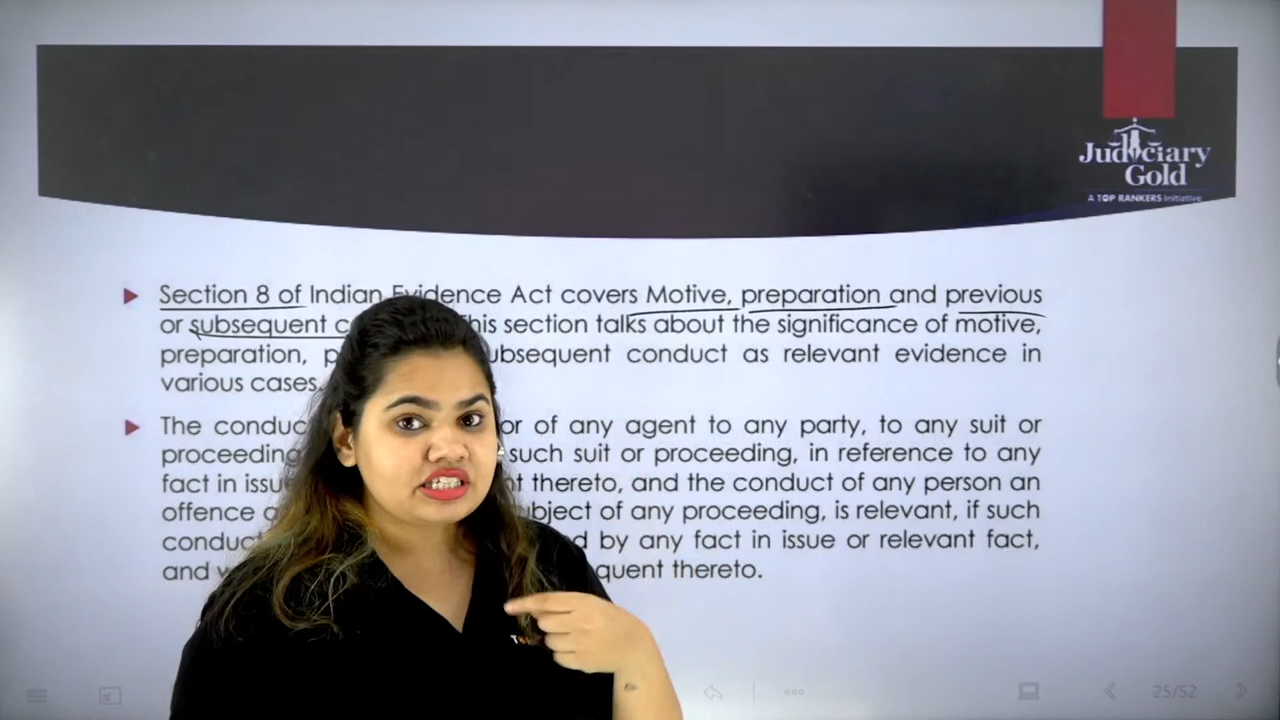 Judiciary
Gold
A TOP RANKERS Initiative
Section 8 of Indian Evidence Act covers Motive, preparation and previous
or subsequent This section talks about the significance of motive,
preparation, subsequent conduct as relevant evidence in
various cases.
The or of any agent to any party, to any suit or
proceeding such suit or proceeding, in reference to any
fact in thereto, and the conduct of any person an
offence of any proceeding, is relevant, if such
conduct by any fact in issue or relevant fact,
and thereto.
25/52